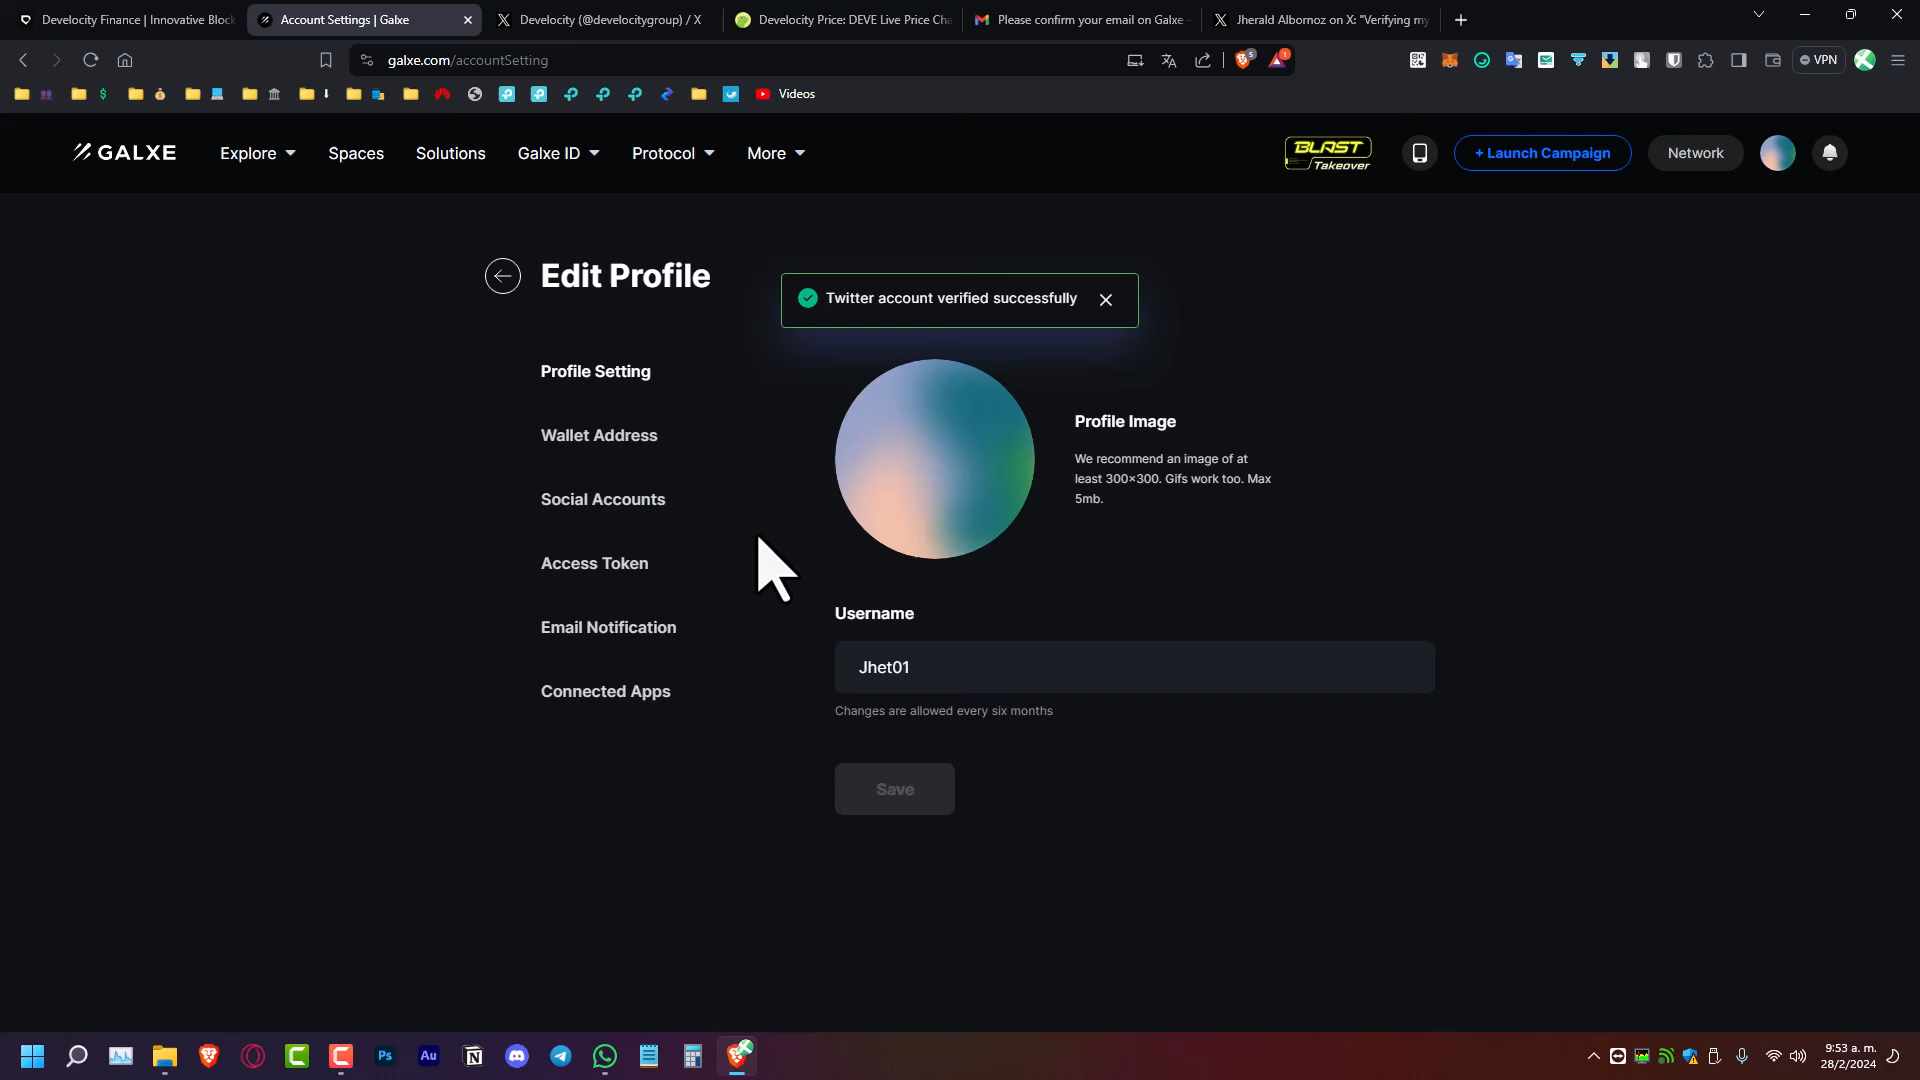 Develocity Finance | Innovative Block
Account Settings | Galxe
Develocity (@develocitygroup) / X
Develocity Price: DEVE Live Price Cha
Please confirm your email on Galxe
Jherald Albornoz on X: "Verifying my
galxe.com/accountSetting
5
1
VPN
Videos
GALXE
Explore
Spaces
Solutions
Galxe ID
Protocol
More
BLAST
Takeover
+ Launch Campaign
Network
Edit Profile
Twitter account verified successfully
Profile Setting
Wallet Address
Social Accounts
Access Token
Email Notification
Connected Apps
Profile Image
We recommend an image of at
least 300×300. Gifs work too. Max
5mb.
Username
Jhet01
Changes are allowed every six months
Save
Ps
Au
9:53 a. m.
28/2/2024